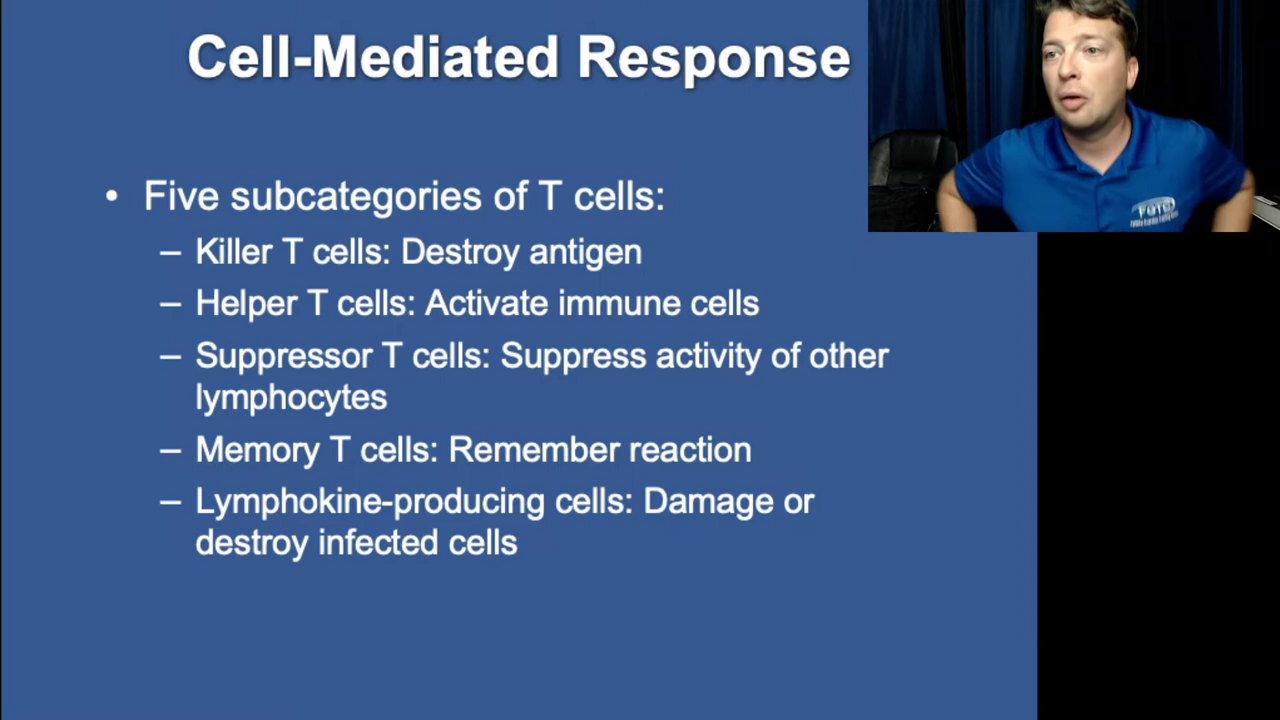 Cell-Mediated Response
• Five subcategories of T cells:
– Killer T cells: Destroy antigen
– Helper T cells: Activate immune cells
– Suppressor T cells: Suppress activity of other
lymphocytes
– Memory T cells: Remember reaction
– Lymphokine-producing cells: Damage or
destroy infected cells